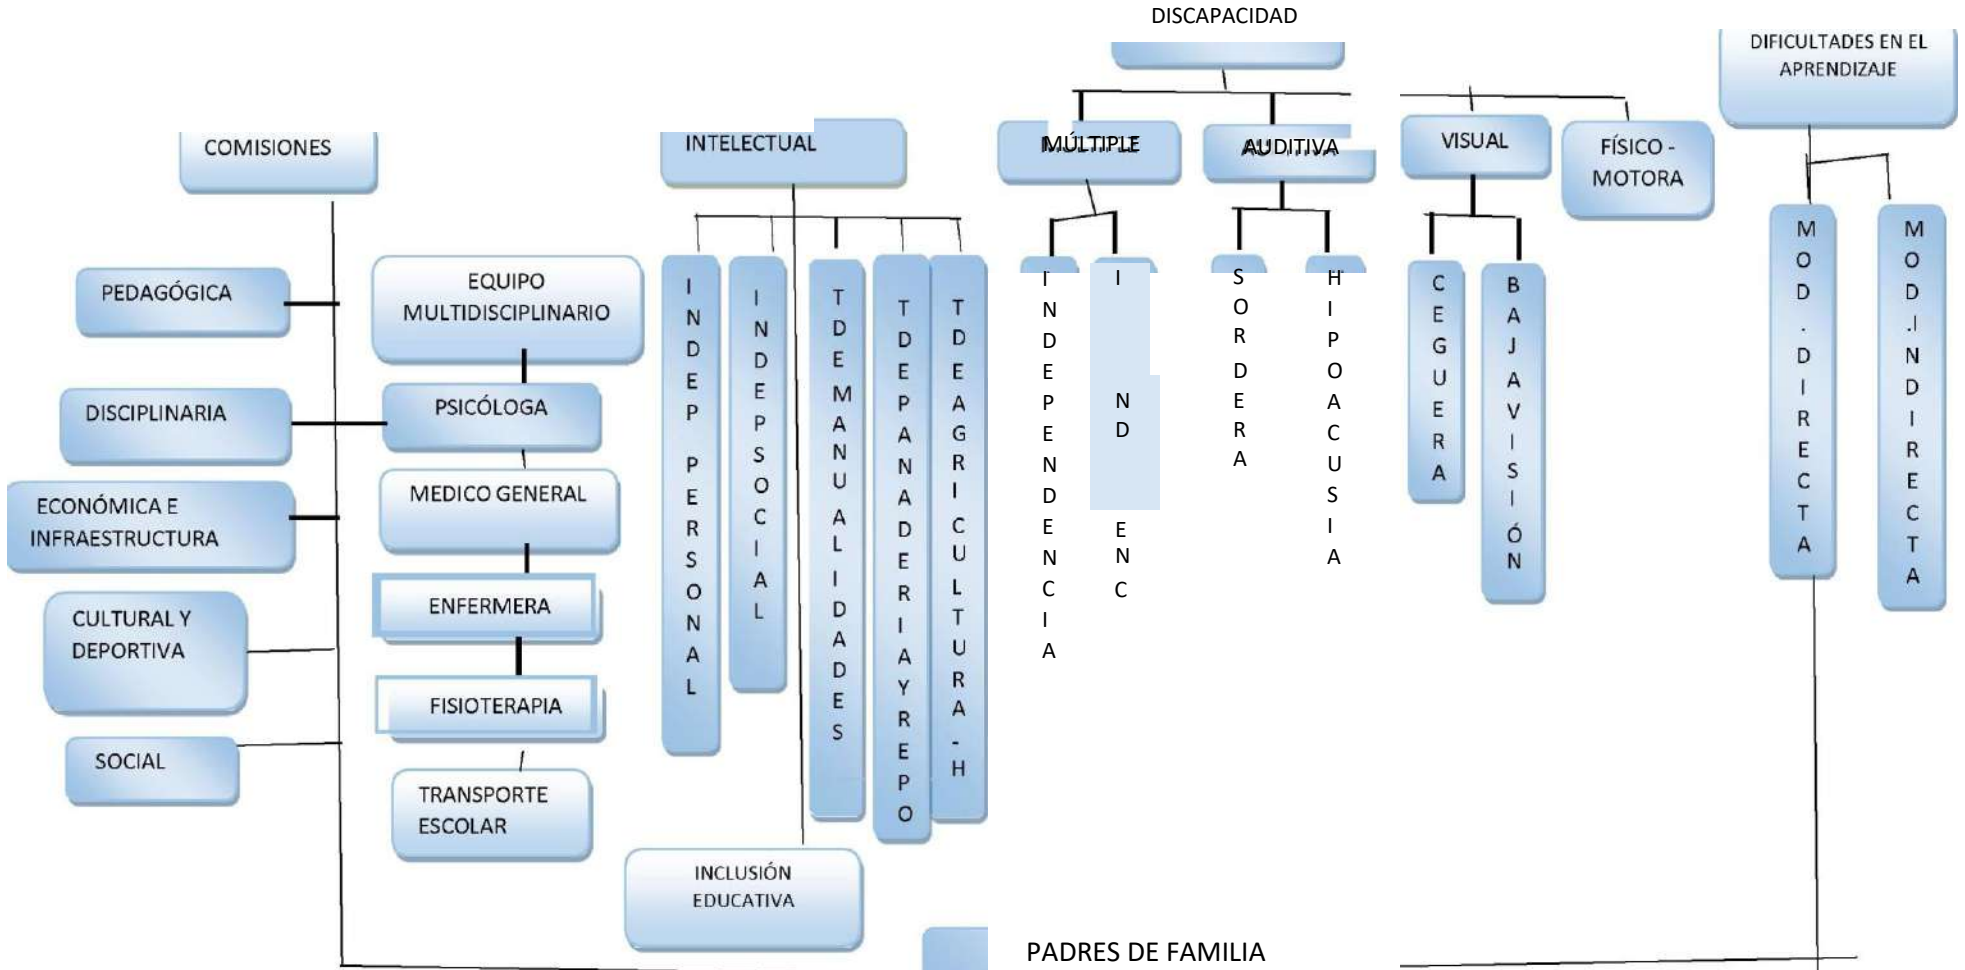 DISCAPACIDAD
DIFICULTADES EN EL
APRENDIZAJE
COMISIONES
INTELECTUAL
MÚLTIPLE
AUDITIVA
VISUAL
FÍSICO -
MOTORA
PEDAGÓGICA
DISCIPLINARIA
ECONÓMICA E
INFRAESTRUCTURA
CULTURAL Y
DEPORTIVA
SOCIAL
EQUIPO
MULTIDISCIPLINARIO
PSICÓLOGA
MEDICO GENERAL
ENFERMERA
FISIOTERAPIA
TRANSPORTE
ESCOLAR
INDEP PERSONAL
INDEPSOCIAL
TDEMANUALIDADES
TDEPANADERIAYREPO
TDEAGRICULTURA-H
INDEPENDENCIA
I ND ENC
SORDERA
HIPOACUSIA
CEGUERA
BAJAVISIÓN
MOD.DIRECTA
MOD.INDIRECTA
INCLUSIÓN
EDUCATIVA
PADRES DE FAMILIA